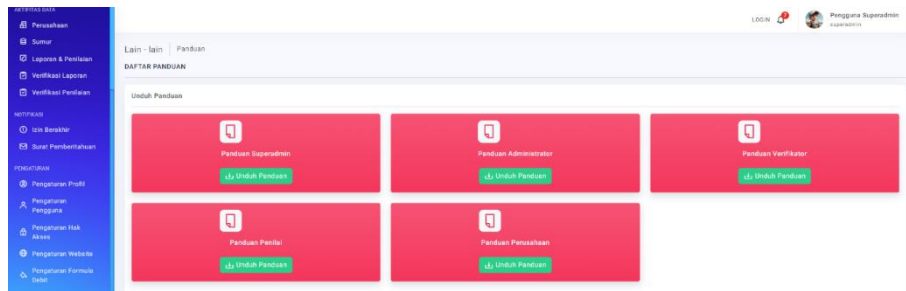 AKTIFITAS DATA
Perusahaan
Sumur
Laporan & Penilaian
Verifikasi Laporan
Verifikasi Penilaian
NOTIFIKASI
Izin Berakhir
Surat Pemberitahuan
PENGATURAN
Pengaturan Profil
Pengaturan
Pengguna
Pengaturan Hak
Akses
Pengaturan Website
Pengaturan Formula
Debit
LOGIN
Pengguna Superadmin
superadmin
Lain - lain
Panduan
DAFTAR PANDUAN
Unduh Panduan
Panduan Superadmin
Unduh Panduan
Panduan Administrator
Unduh Panduan
Panduan Verifikator
Unduh Panduan
Panduan Penilai
Unduh Panduan
Panduan Perusahaan
Unduh Panduan